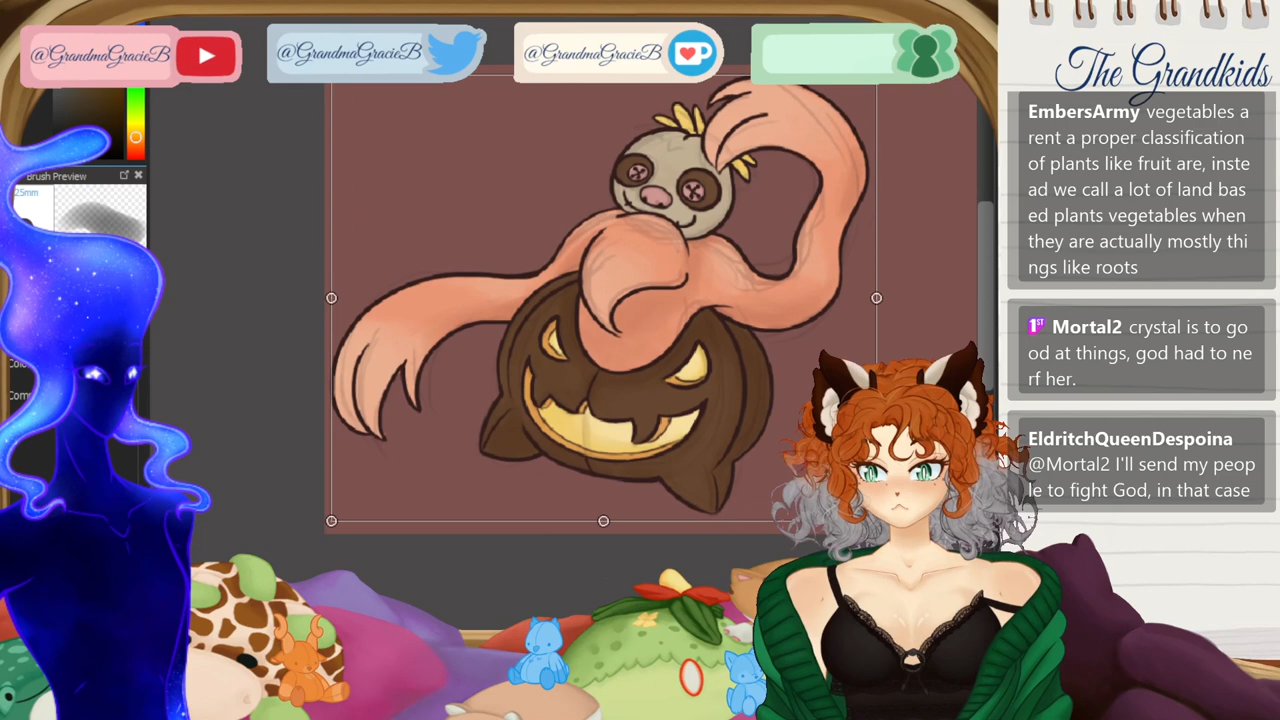 @GrandmaGracieB
@GrandmaGracieB
@GrandmaGracieB
The Grandkids
EmbersArmy vegetables a
rent a proper classification
of plants like fruit are, inste
ad we call a lot of land bas
ed plants vegetables when
they are actually mostly thi
ngs like roots
1ST Mortal2 crystal is to go
od at things, god had to ne
rf her.
EldritchQueenDespoina
@Mortal2 I'll send my peop
le to fight God, in that case
Brush Preview
25mm